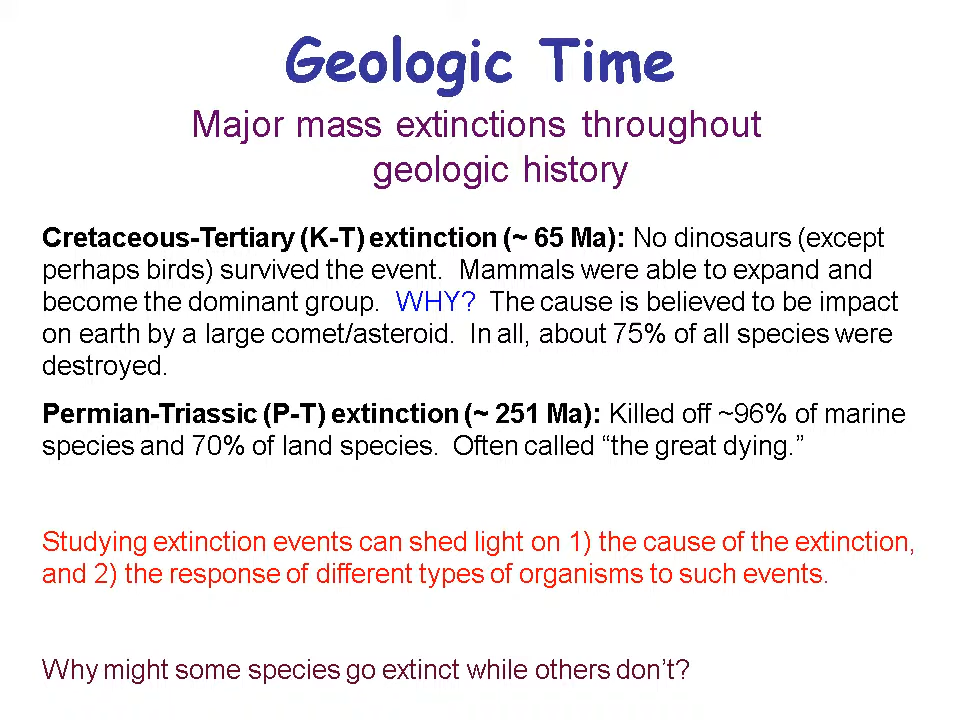 Geologic Time
Major mass extinctions throughout
geologic history
Cretaceous-Tertiary (K-T) extinction (~ 65 Ma): No dinosaurs (except
perhaps birds) survived the event.  Mammals were able to expand and
become the dominant group.  WHY?  The cause is believed to be impact
on earth by a large comet/asteroid.  In all, about 75% of all species were
destroyed.
Permian-Triassic (P-T) extinction (~ 251 Ma): Killed off ~96% of marine
species and 70% of land species.  Often called “the great dying.”
Studying extinction events can shed light on 1) the cause of the extinction,
and 2) the response of different types of organisms to such events.
Why might some species go extinct while others don’t?